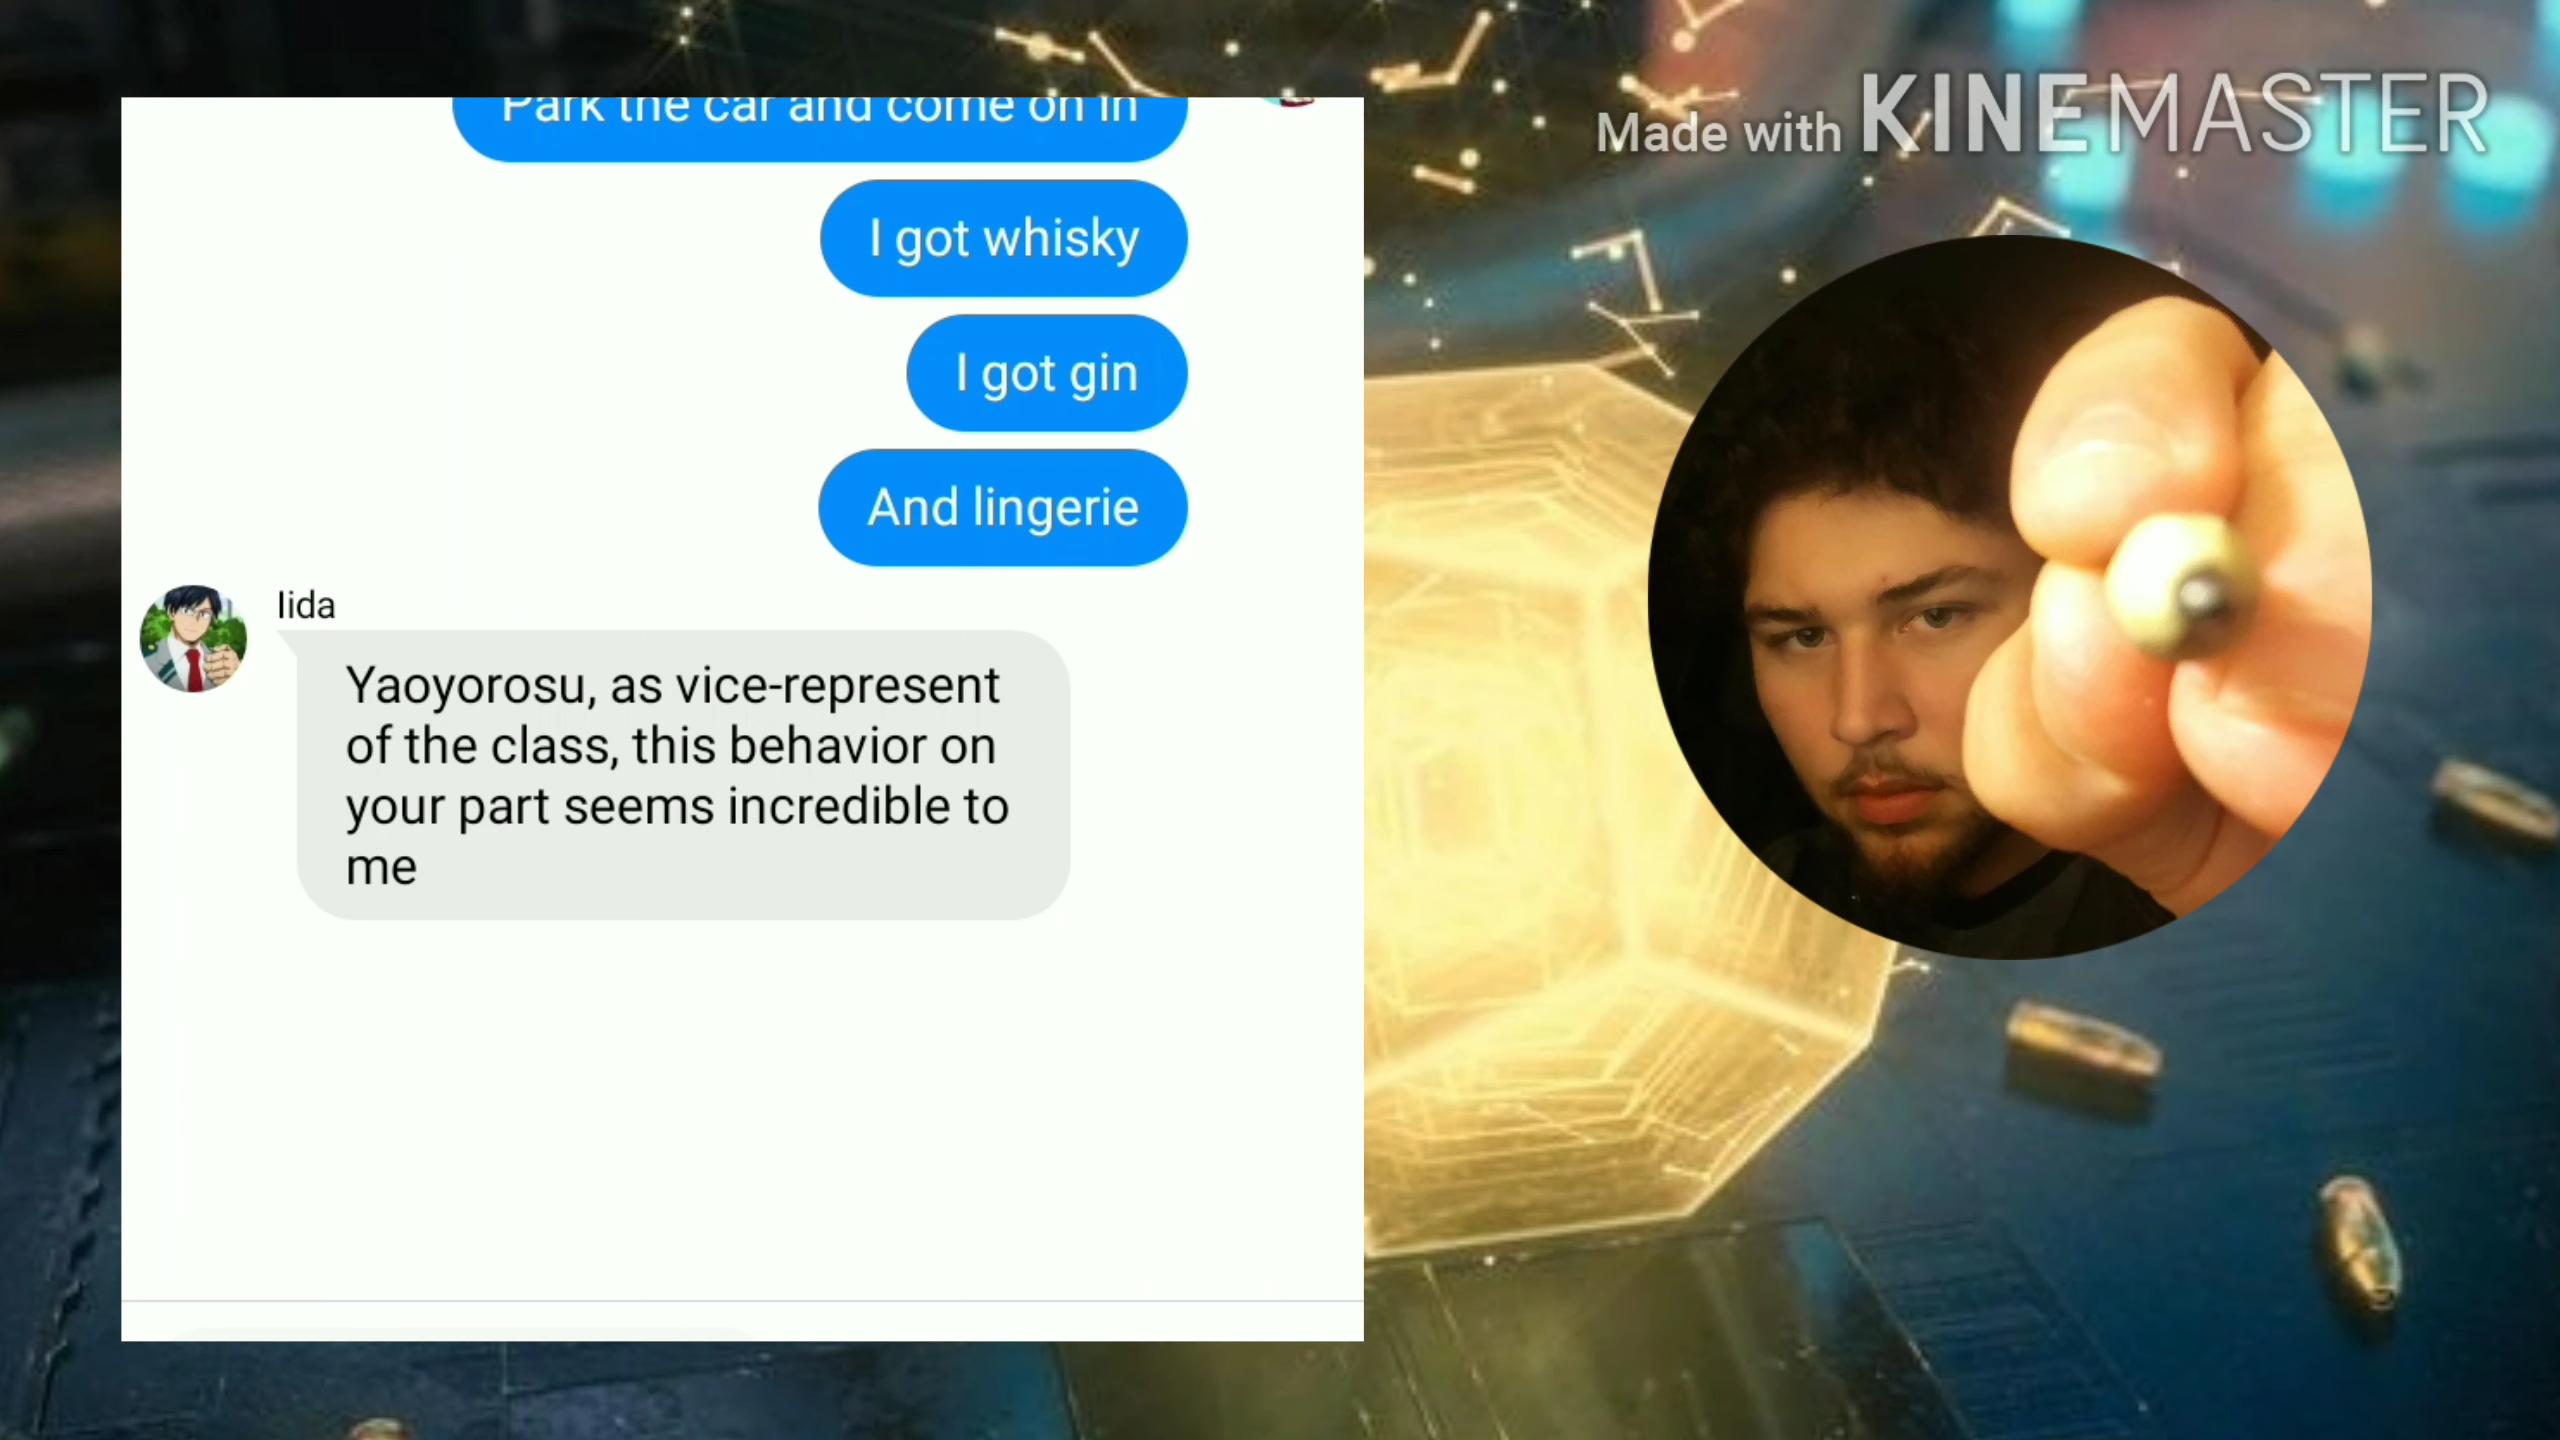 Park the car and come on in
Made with KINEMASTER
I got whisky
I got gin
And lingerie
Iida
Yaoyorosu, as vice-represent
of the class, this behavior on
your part seems incredible to
me